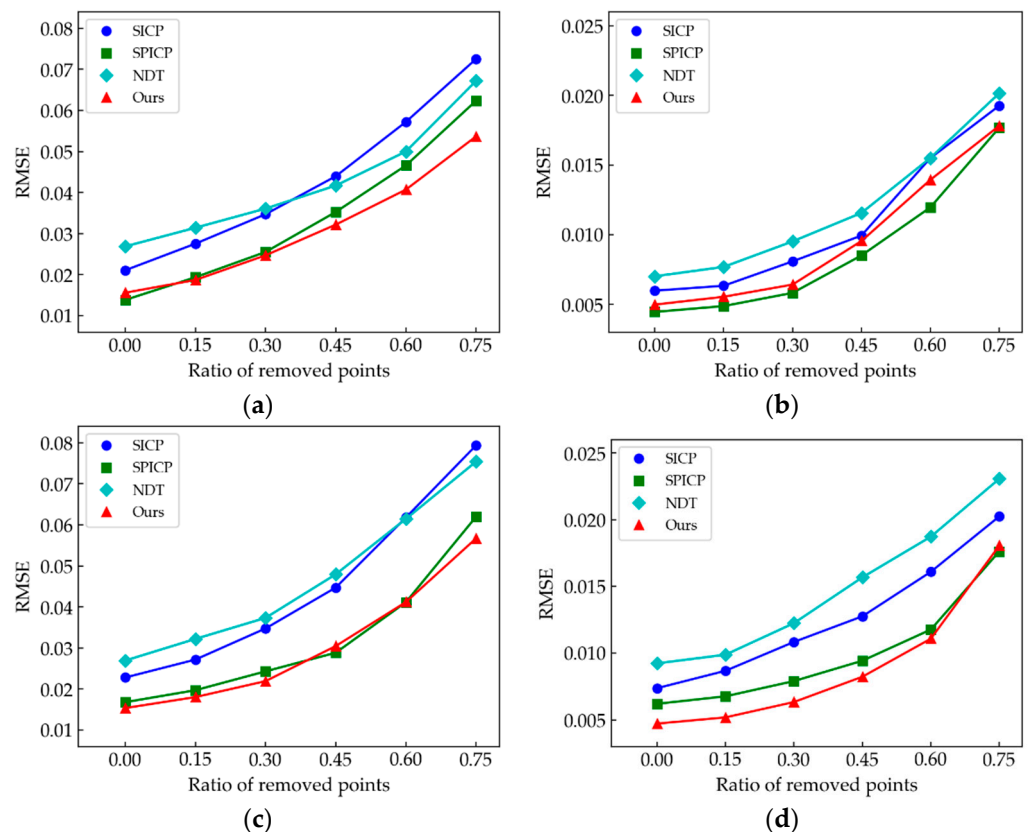 0.08
0.07
0.06
0.05
0.04
0.03
0.02
0.01
RMSE
SICP
SPICP
NDT
Ours
0.00 0.15 0.30 0.45 0.60 0.75
Ratio of removed points
(a)
0.025
0.020
0.015
0.010
0.005
RMSE
SICP
SPICP
NDT
Ours
0.00 0.15 0.30 0.45 0.60 0.75
Ratio of removed points
(b)
0.08
0.07
0.06
0.05
0.04
0.03
0.02
0.01
RMSE
SICP
SPICP
NDT
Ours
0.00 0.15 0.30 0.45 0.60 0.75
Ratio of removed points
(c)
0.025
0.020
0.015
0.010
0.005
RMSE
SICP
SPICP
NDT
Ours
0.00 0.15 0.30 0.45 0.60 0.75
Ratio of removed points
(d)